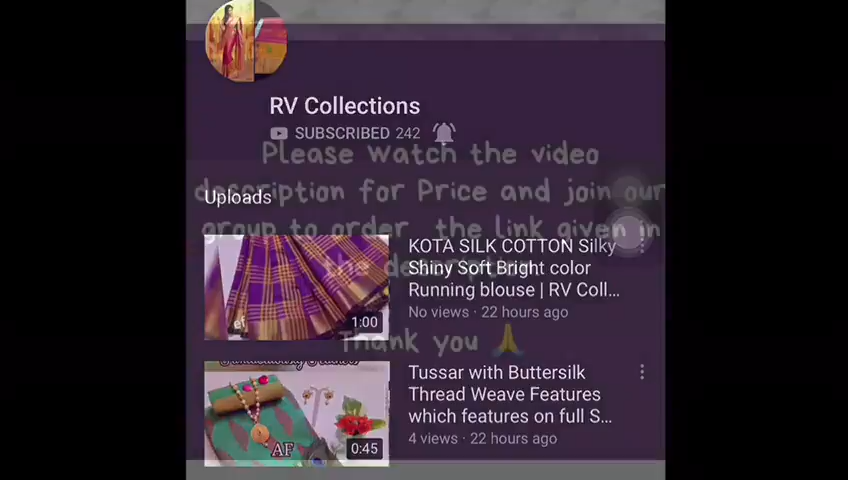 RV Collections
SUBSCRIBED 242
Please Watch the video
description for Price and join our
Uploads
group to order the link given in
the description
KOTA SILK COTTON Silky
Shiny Soft Bright color
Running blouse | RV Coll...
No views · 22 hours ago
1:00
Thank you 🙏
Tussar with Buttersilk
Thread Weave Features
which features on full S...
4 views · 22 hours ago
AF
0:45